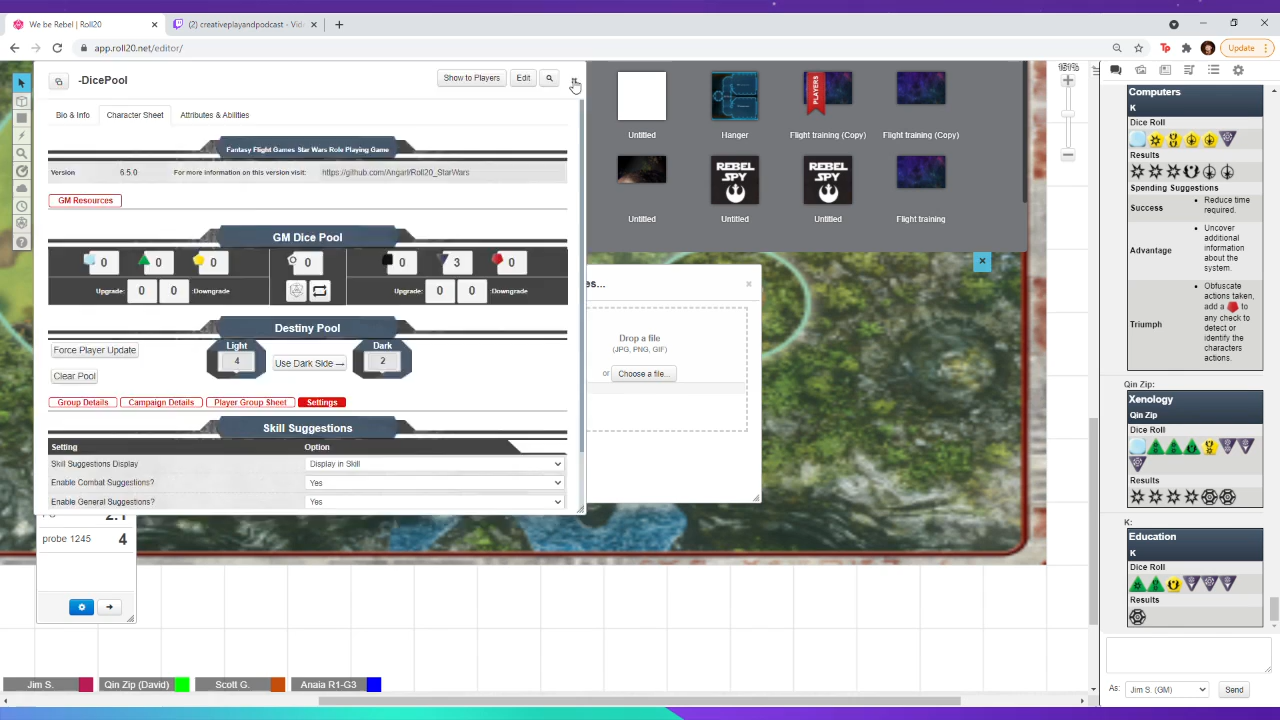 We be Rebel | Roll20
(2) creativeplayandpodcast - Vid
app.roll20.net/editor/
Update
-DicePool
Show to Players
Edit
Bio & Info
Character Sheet
Attributes & Abilities
Fantasy Flight Games Star Wars Role Playing Game
Version
6.5.0
For more information on this version visit:
https://github.com/Angarl/Roll20_StarWars
GM Resources
GM Dice Pool
0
0
0
0
0
3
0
Upgrade:
0
0
:Downgrade
Upgrade:
0
0
:Downgrade
Destiny Pool
Force Player Update
Clear Pool
Light
4
Use Dark Side →
Dark
2
Group Details
Campaign Details
Player Group Sheet
Settings
Skill Suggestions
Setting
Option
Skill Suggestions Display
Display in Skill
Enable Combat Suggestions?
Yes
Enable General Suggestions?
Yes
probe 1245
4
Untitled
Hanger
PLAYERS
Flight training (Copy)
Flight training (Copy)
Untitled
REBEL
SPY
Untitled
REBEL
SPY
Untitled
Flight training
es...
Drop a file
(JPG, PNG, GIF)
or
Choose a file...
Computers
K
Dice Roll
Results
Spending Suggestions
Success
Reduce time
required.
Advantage
Uncover
additional
information
about the
system.
Triumph
Obfuscate
actions taken,
add a
to
any check to
detect or
identify the
characters
actions.
Qin Zip:
Xenology
Qin Zip
Dice Roll
Results
K:
Education
K
Dice Roll
Results
As:
Jim S. (GM)
Send
Jim S.
Qin Zip (David)
Scott G.
Anaia R1-G3